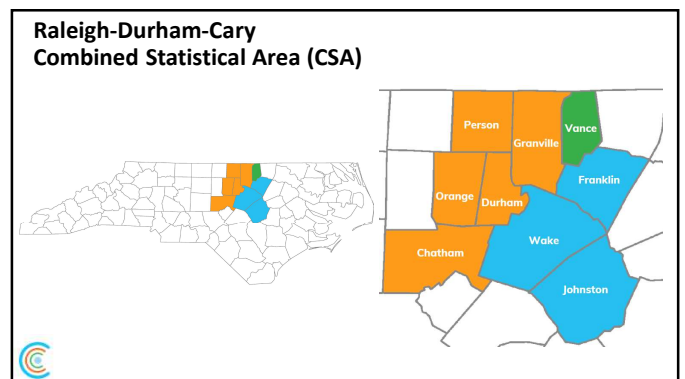 Raleigh-Durham-Cary
Combined Statistical Area (CSA)
Person
Granville
Vance
Franklin
Orange
Durham
Wake
Chatham
Johnston